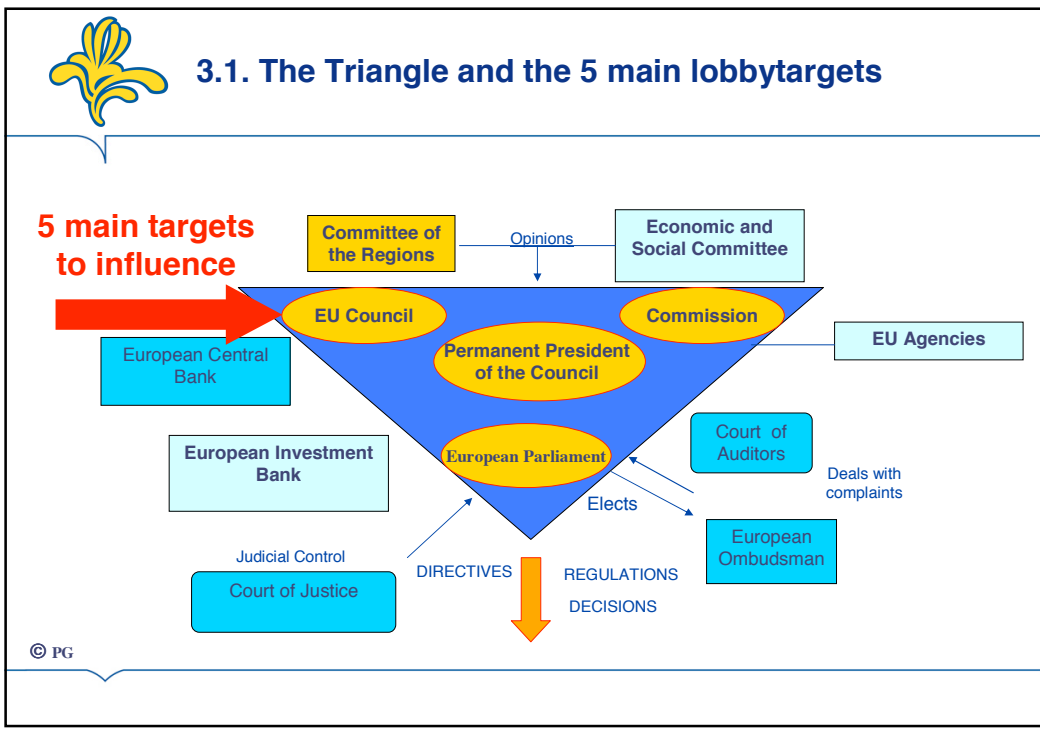 3.1. The Triangle and the 5 main lobbytargets
5 main targets
to influence
Committee of
the Regions
Opinions
Economic and
Social Committee
EU Council
Commission
Permanent President
of the Council
EU Agencies
European Central
Bank
European Investment
Bank
European Parliament
Court of
Auditors
Deals with
complaints
Elects
European
Ombudsman
Judicial Control
Court of Justice
DIRECTIVES
REGULATIONS
DECISIONS
© PG